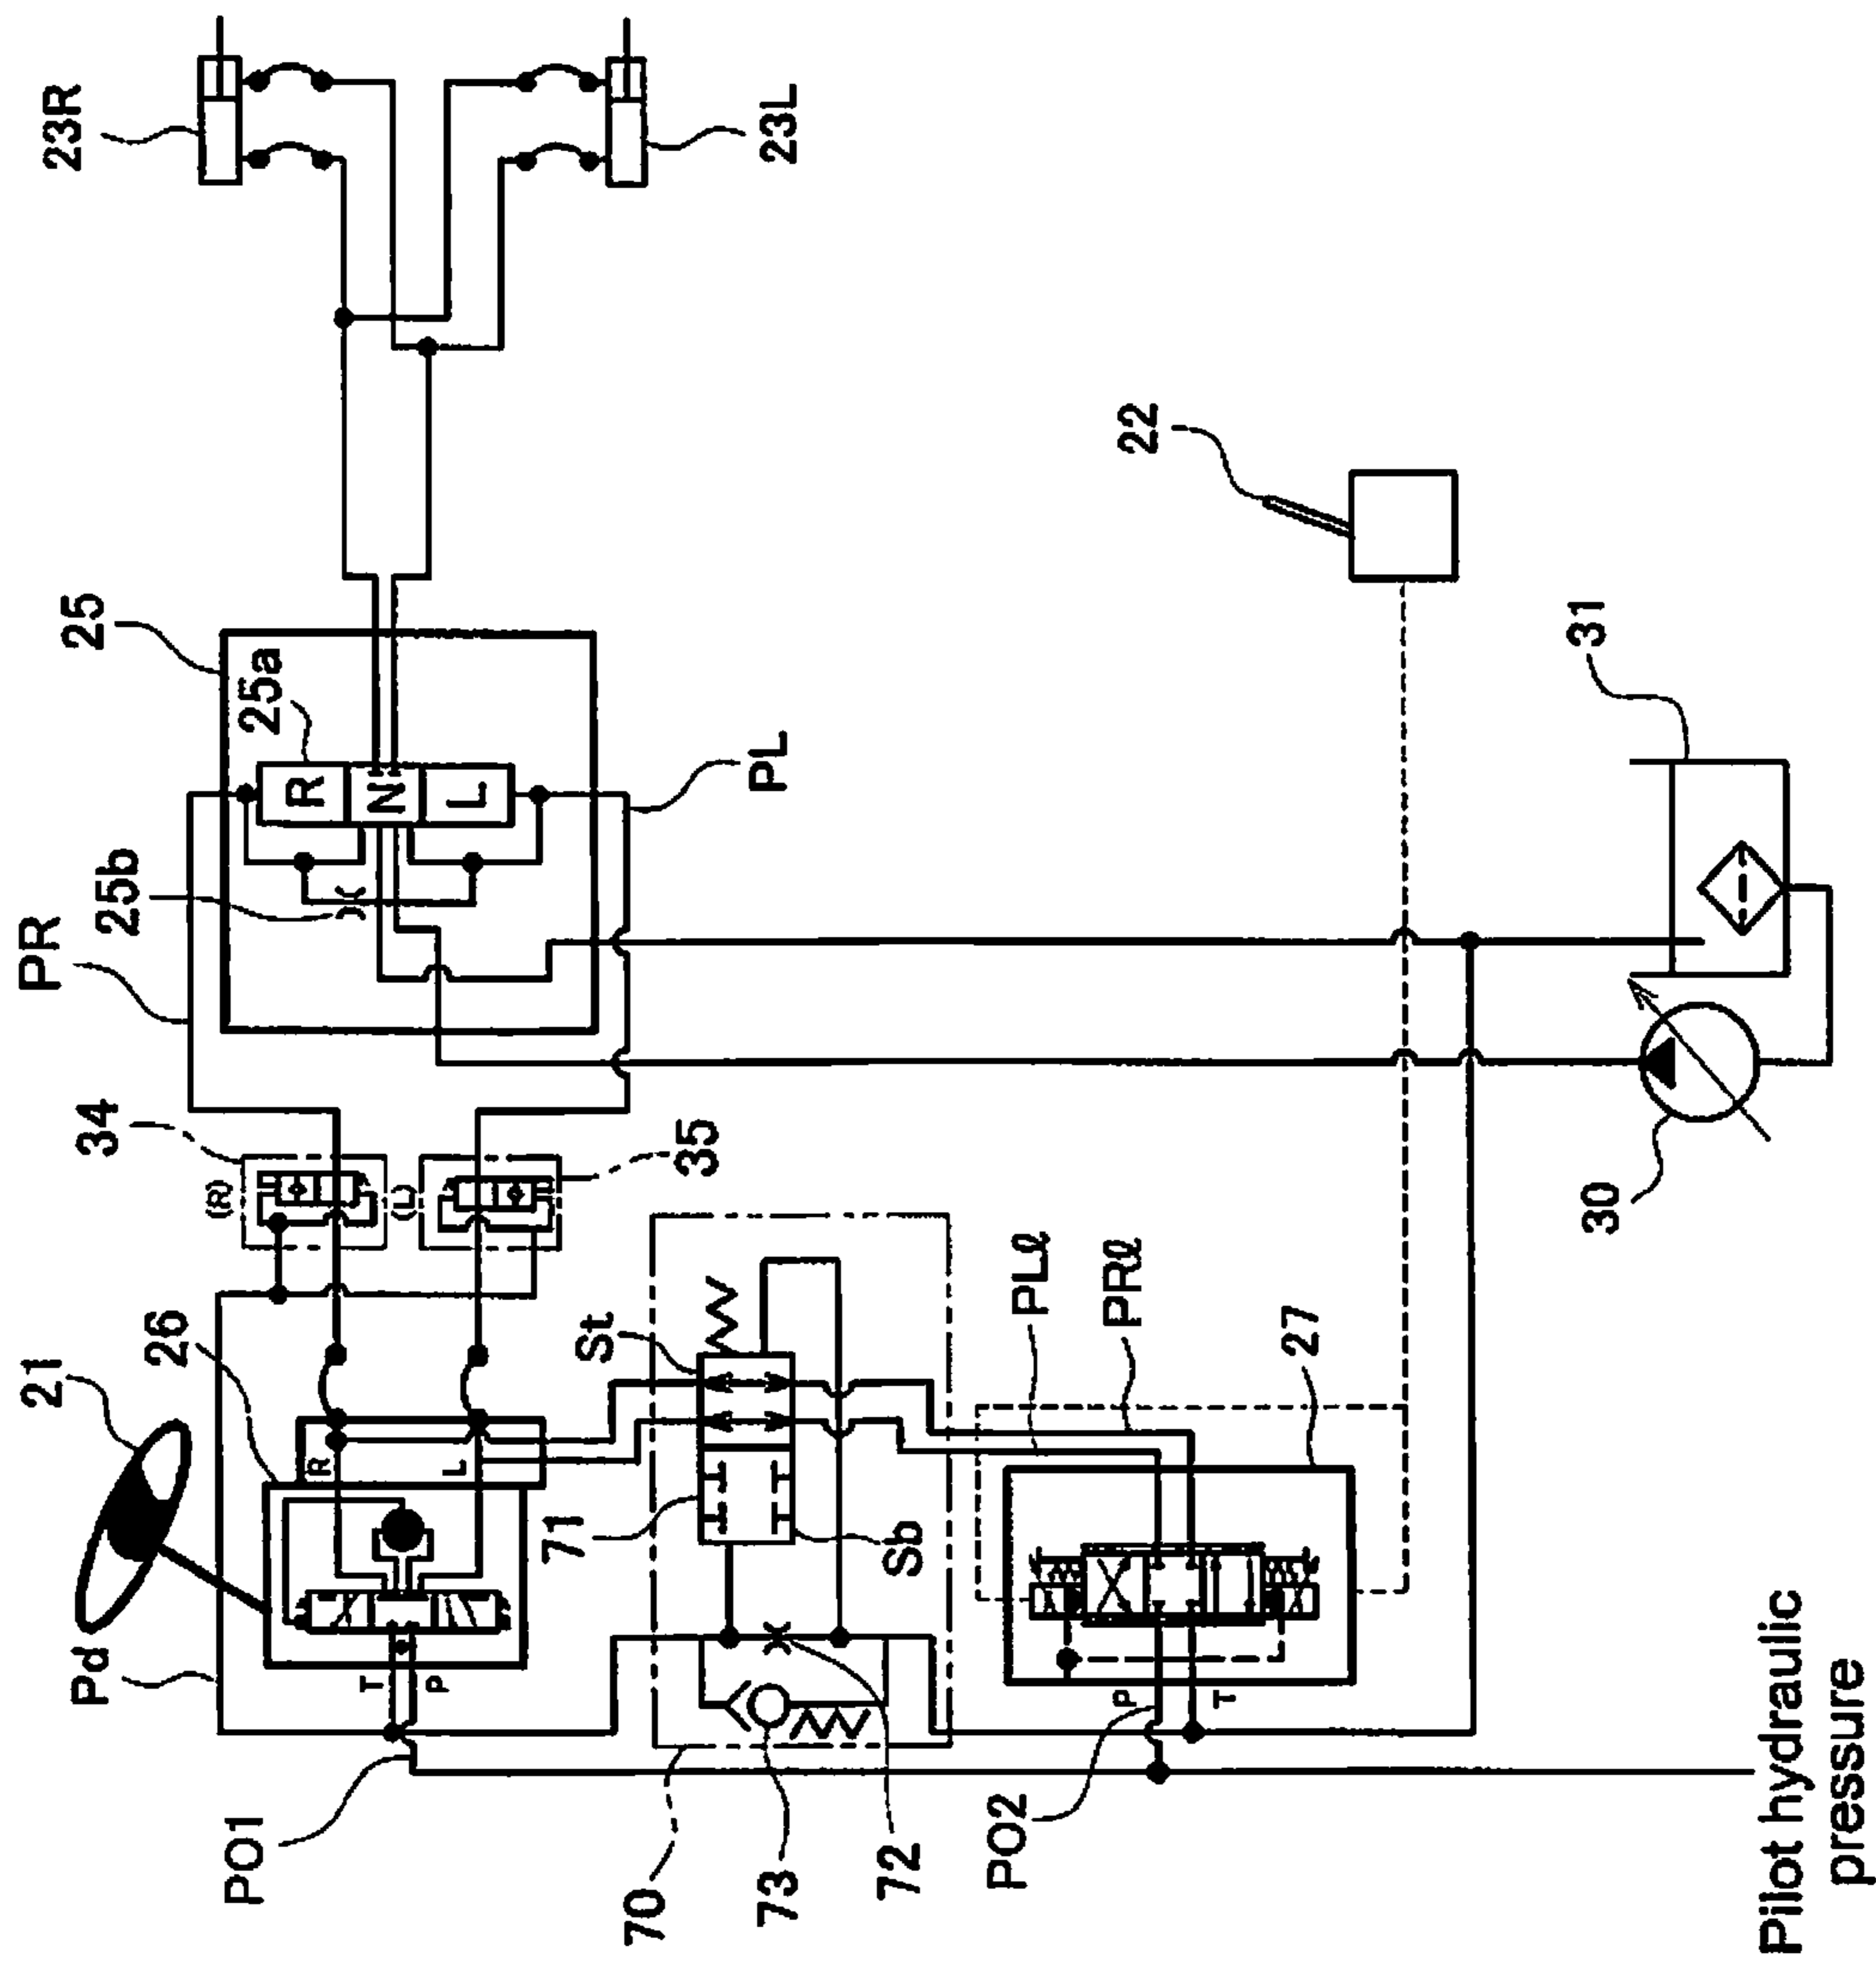 23R
23L
25
25a
R
N
L
PL
25b
PR
22
31
30
34
(R)
(L)
35
26
21
R
L
St
71
Sb
PLℓ
PRℓ
27
Pd
T
P
P
T
PO1
70
73
72
PO2
Pilot hydraulic
pressure